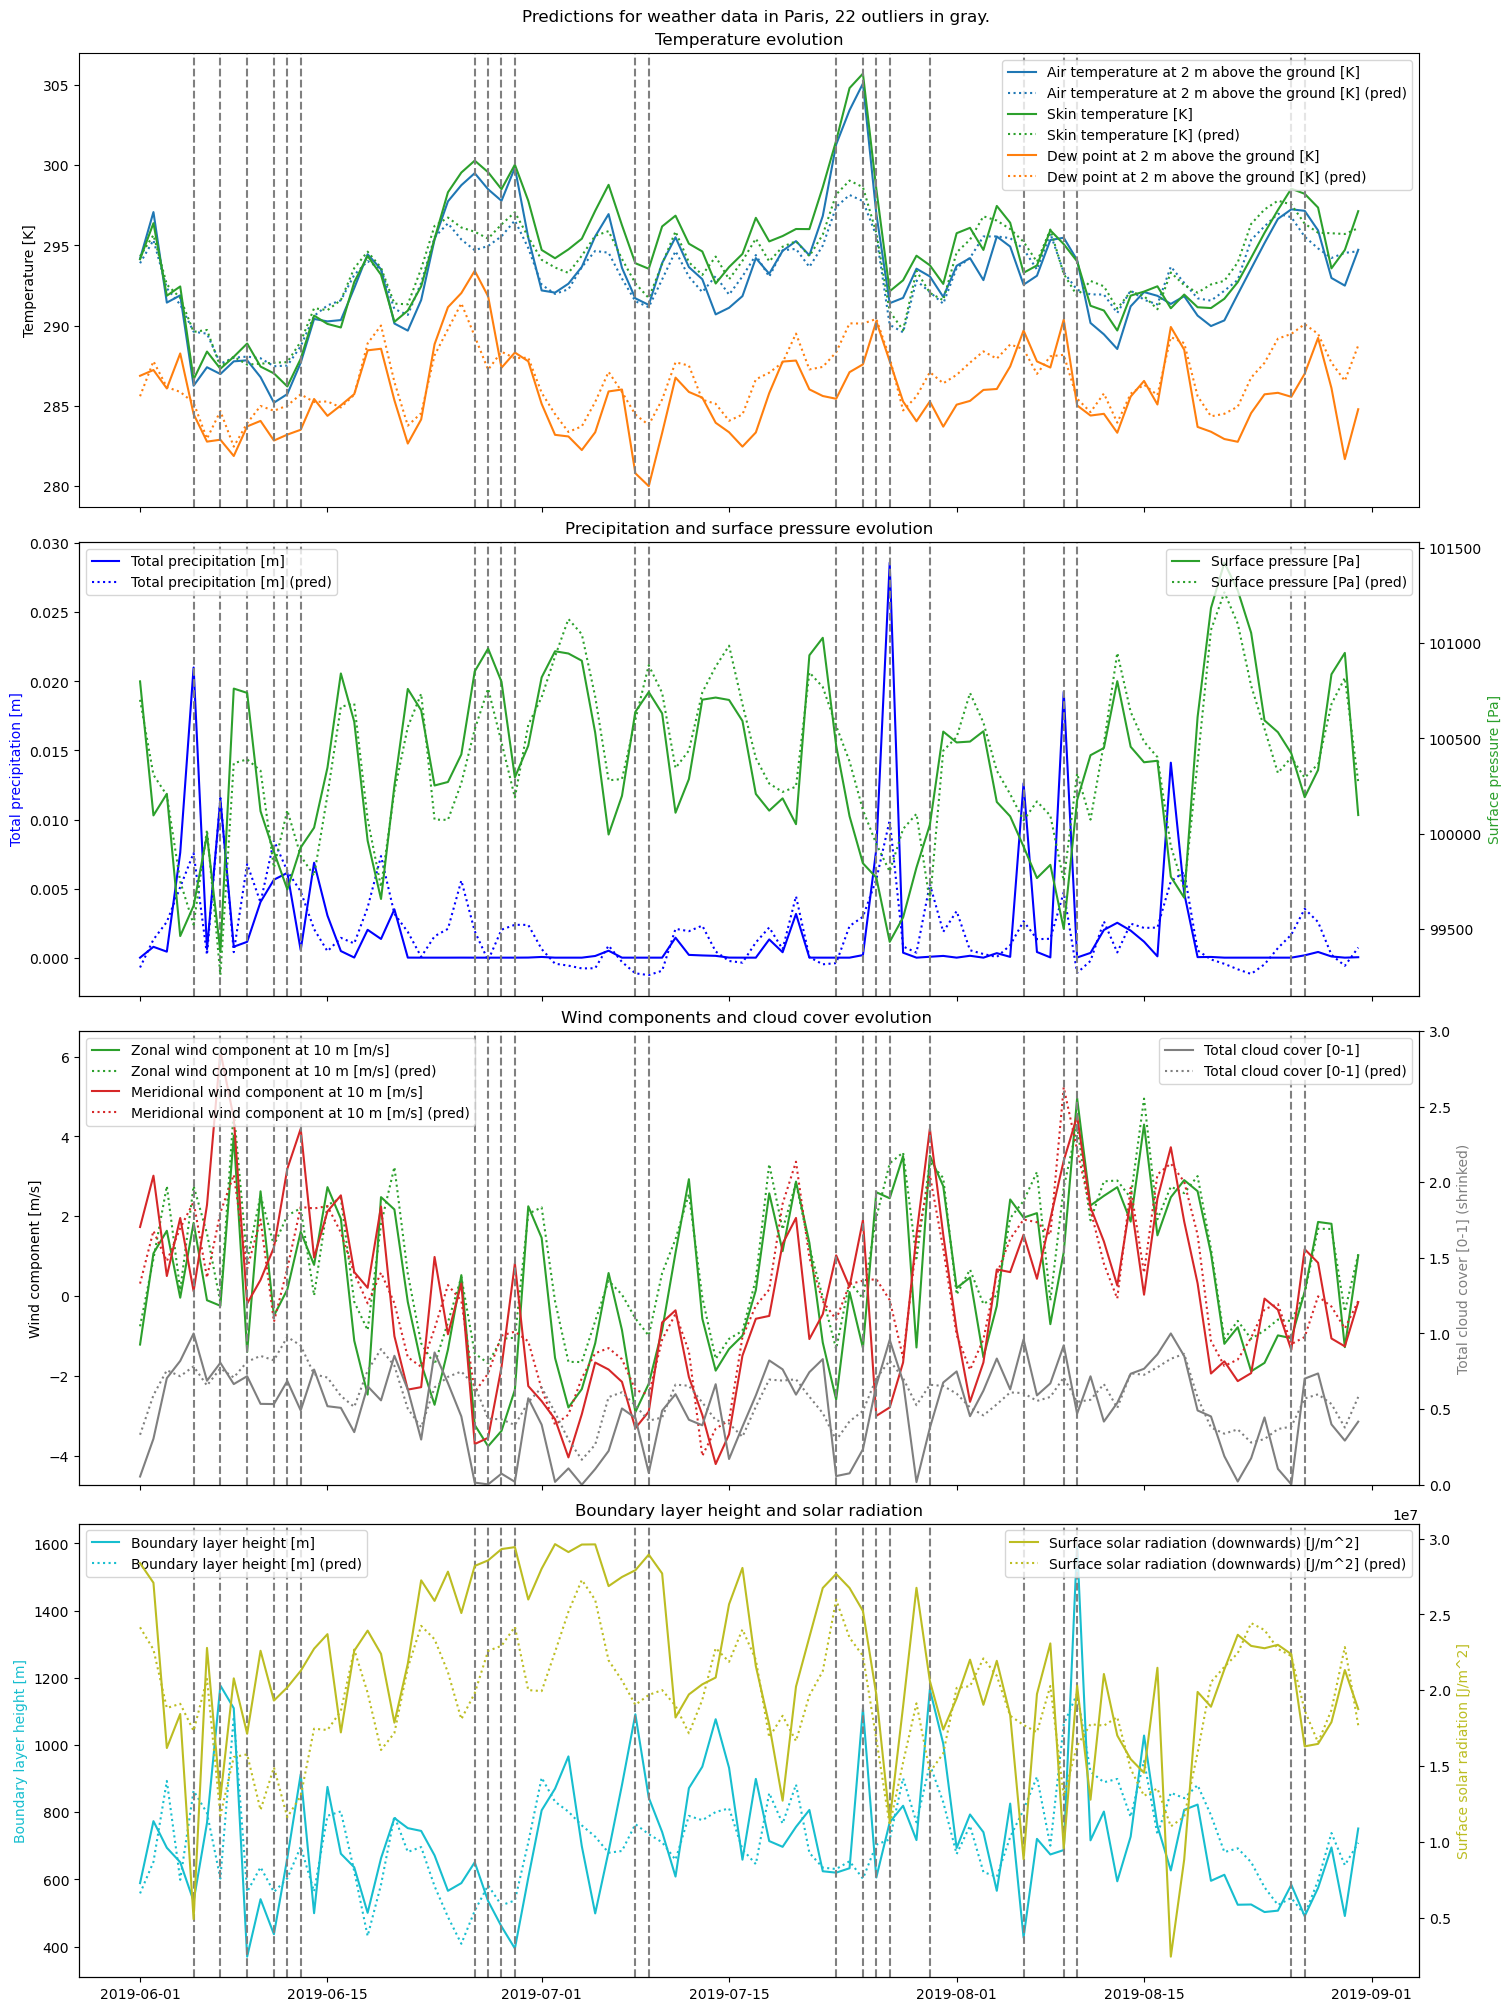 Predictions for weather data in Paris, 22 outliers in gray.
Temperature evolution
Temperature [K]
305
300
295
290
285
280
Air temperature at 2 m above the ground [K]
Air temperature at 2 m above the ground [K] (pred)
Skin temperature [K]
Skin temperature [K] (pred)
Dew point at 2 m above the ground [K]
Dew point at 2 m above the ground [K] (pred)
Precipitation and surface pressure evolution
Total precipitation [m]
0.030
0.025
0.020
0.015
0.010
0.005
0.000
Total precipitation [m]
Total precipitation [m] (pred)
Surface pressure [Pa]
Surface pressure [Pa] (pred)
101500
101000
100500
100000
99500
Surface pressure [Pa]
Wind components and cloud cover evolution
Wind component [m/s]
6
4
2
0
−2
−4
Zonal wind component at 10 m [m/s]
Zonal wind component at 10 m [m/s] (pred)
Meridional wind component at 10 m [m/s]
Meridional wind component at 10 m [m/s] (pred)
Total cloud cover [0-1]
Total cloud cover [0-1] (pred)
3.0
2.5
2.0
1.5
1.0
0.5
0.0
Total cloud cover [0-1] (shrinked)
Boundary layer height and solar radiation
1e7
Boundary layer height [m]
1600
1400
1200
1000
800
600
400
Boundary layer height [m]
Boundary layer height [m] (pred)
Surface solar radiation (downwards) [J/m^2]
Surface solar radiation (downwards) [J/m^2] (pred)
3.0
2.5
2.0
1.5
1.0
0.5
Surface solar radiation [J/m^2]
2019-06-01
2019-06-15
2019-07-01
2019-07-15
2019-08-01
2019-08-15
2019-09-01